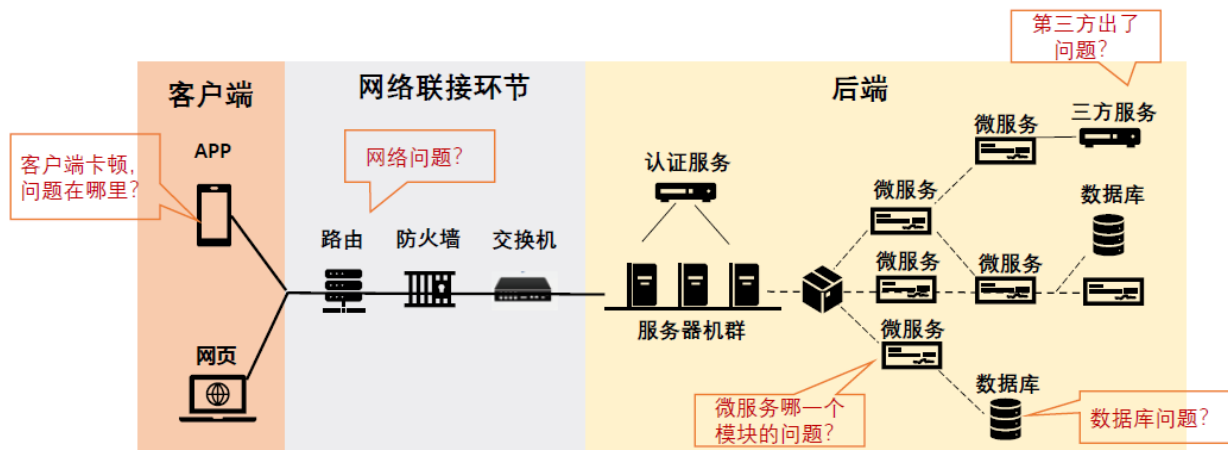 第三方出了
问题？
客户端
网络联接环节
后端
客户端卡顿，
问题在哪里？
APP
网络问题？
路由
防火墙
交换机
网页
认证服务
服务器机群
微服务
三方服务
微服务
数据库
微服务
微服务
微服务
数据库
微服务哪一个
模块的问题？
数据库问题？